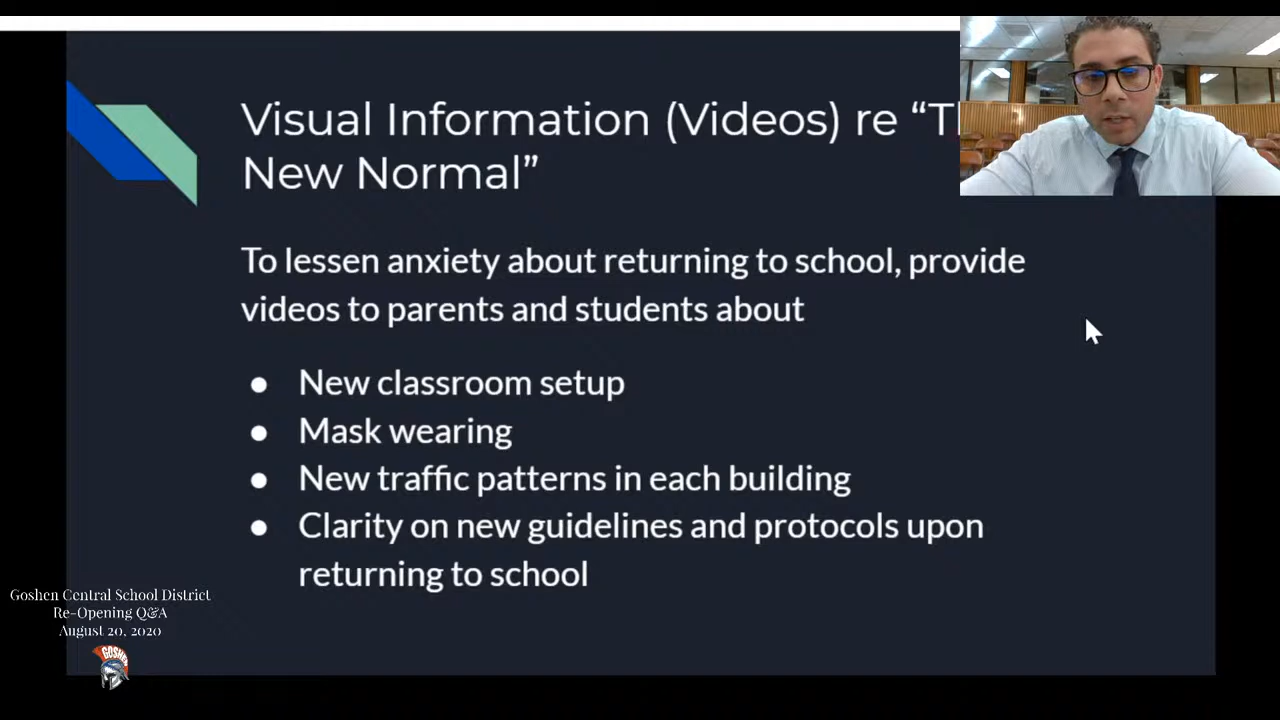 Visual Information (Videos) re “
New Normal”
To lessen anxiety about returning to school, provide
videos to parents and students about
● New classroom setup
● Mask wearing
● New traffic patterns in each building
● Clarity on new guidelines and protocols upon
returning to school
Goshen Central School District
Re-Opening Q&A
August 20, 2020
GOSHEN